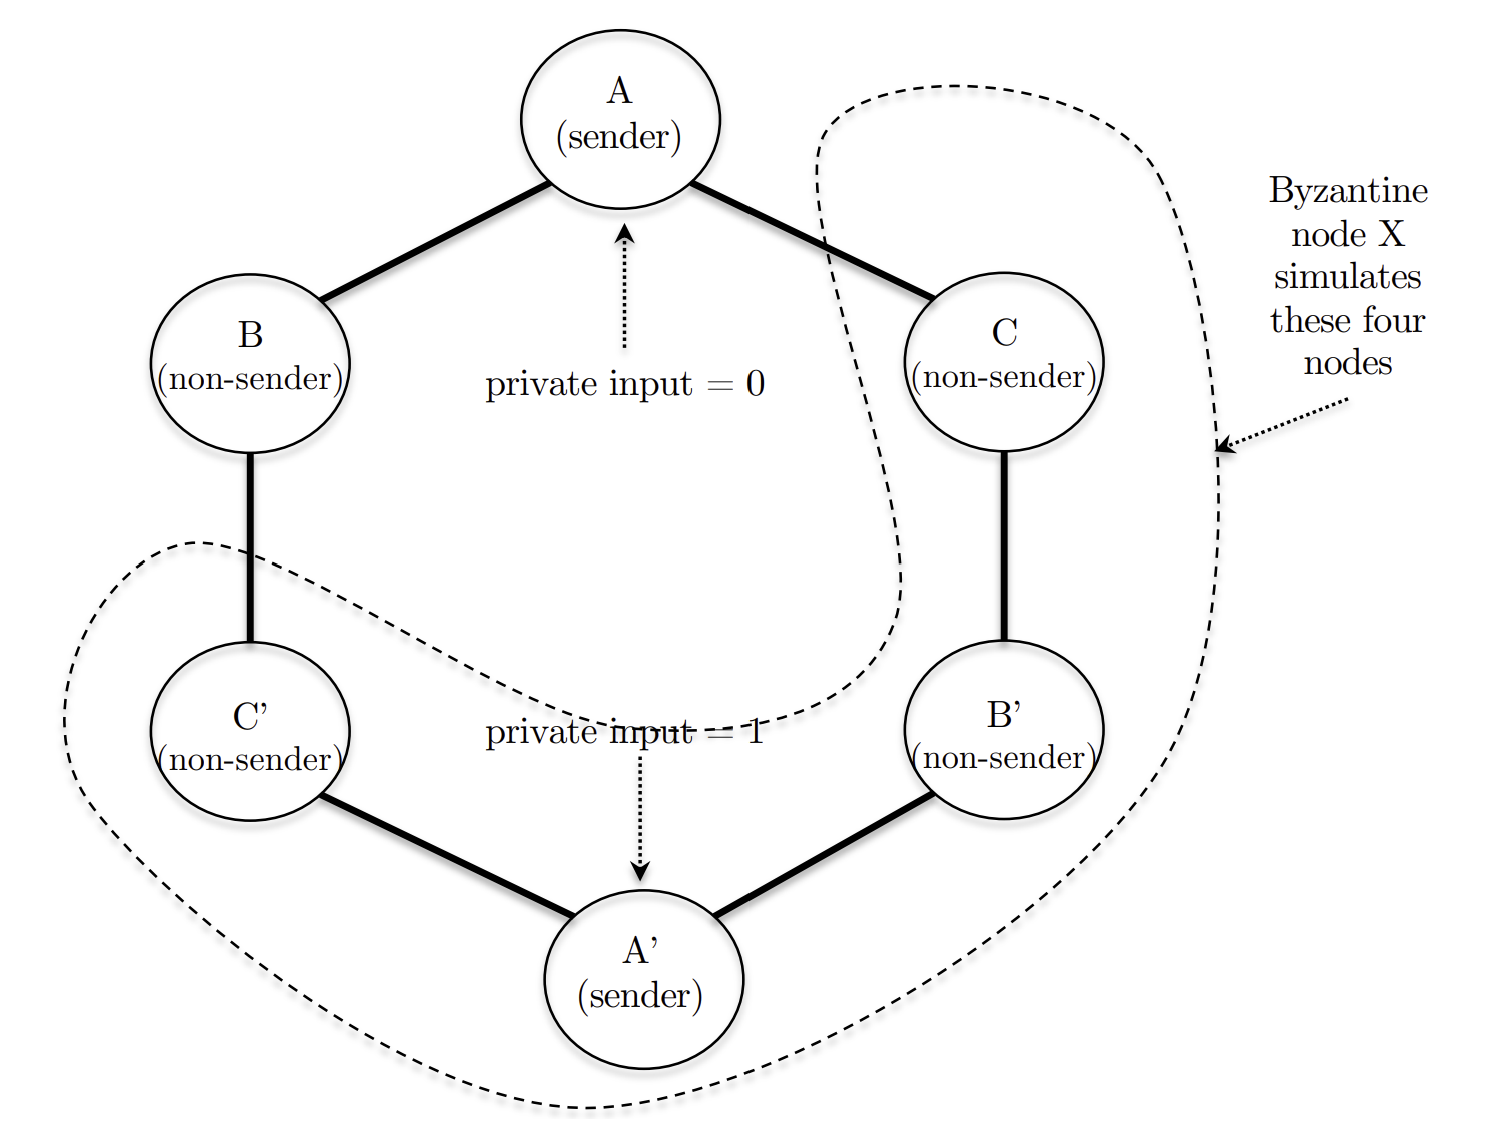 A
(sender)
Byzantine
node X
simulates
these four
nodes
B
(non-sender)
private input = 0
C
(non-sender)
C'
(non-sender)
private input = 1
B'
(non-sender)
A'
(sender)